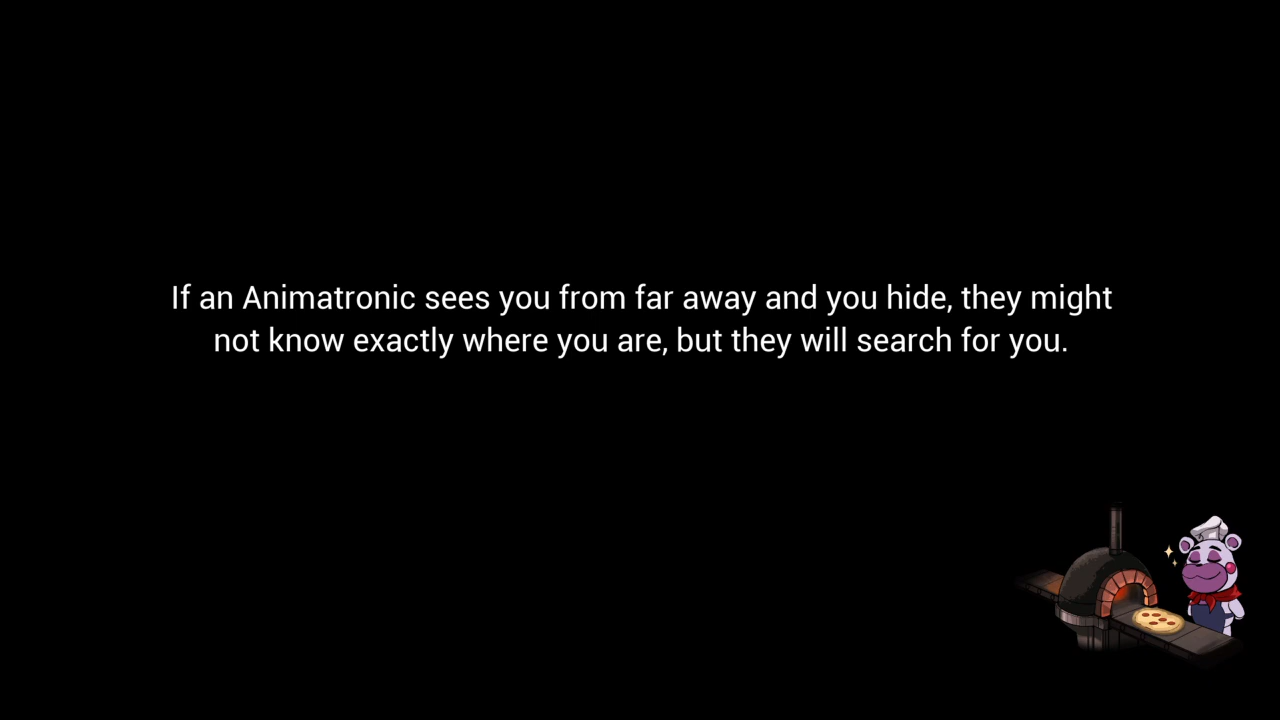 If an Animatronic sees you from far away and you hide, they might
not know exactly where you are, but they will search for you.